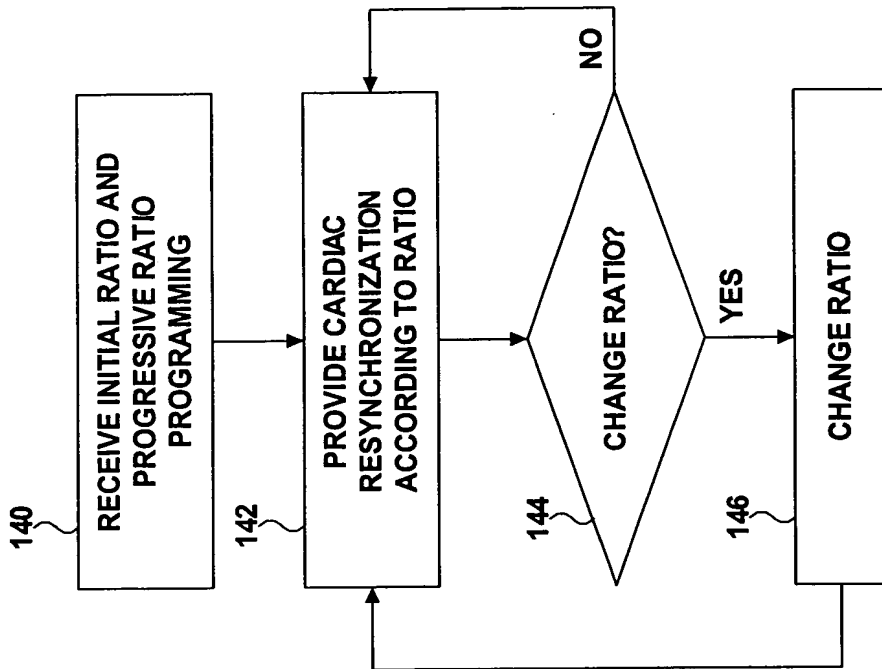 140
RECEIVE INITIAL RATIO AND
PROGRESSIVE RATIO
PROGRAMMING
142
PROVIDE CARDIAC
RESYNCHRONIZATION
ACCORDING TO RATIO
144
CHANGE RATIO?
NO
YES
146
CHANGE RATIO